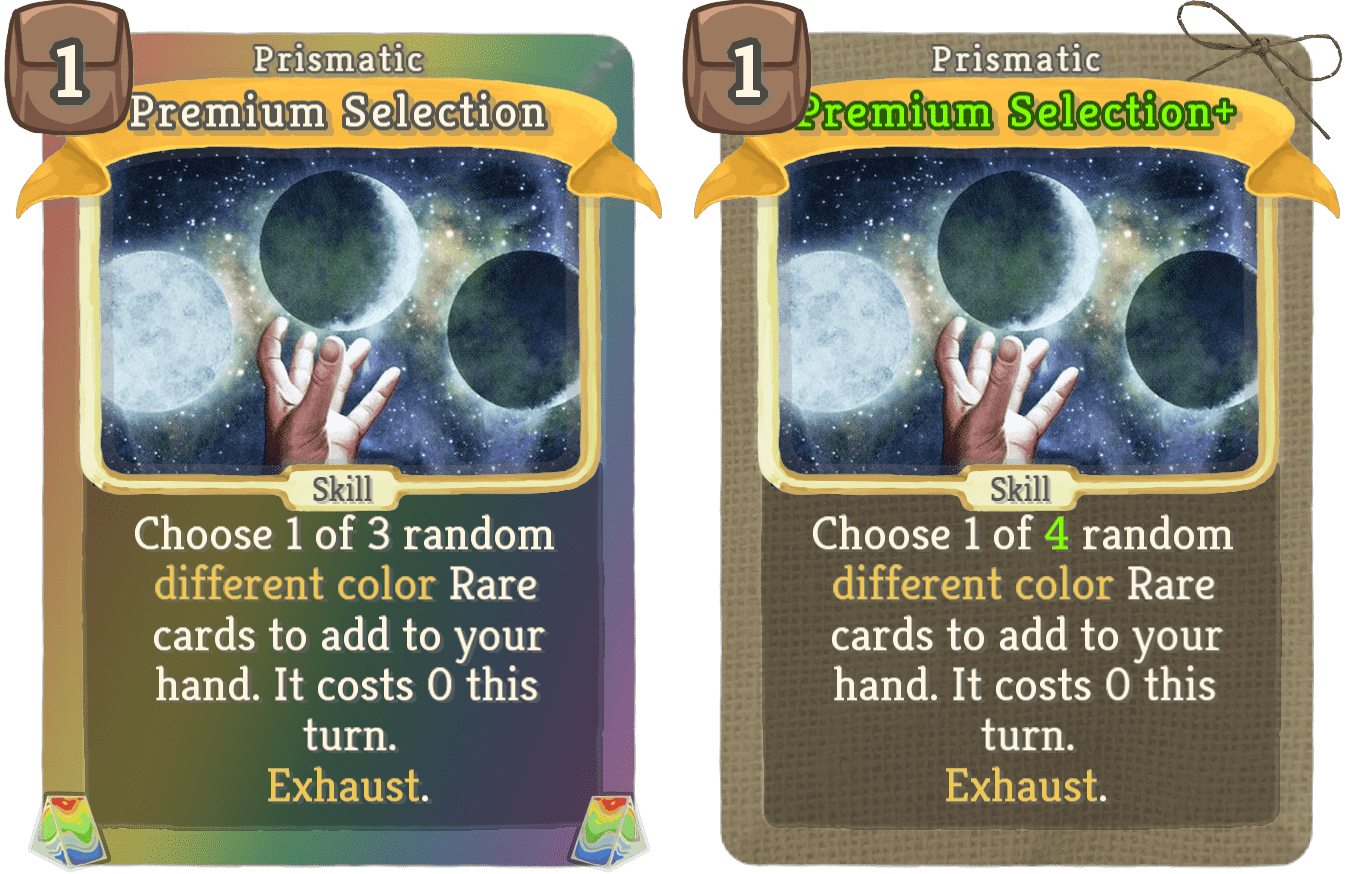 1
Prismatic
Premium Selection
Skill
Choose 1 of 3 random
different color Rare
cards to add to your
hand. It costs 0 this
turn.
Exhaust.
1
Prismatic
Premium Selection+
Skill
Choose 1 of 4 random
different color Rare
cards to add to your
hand. It costs 0 this
turn.
Exhaust.